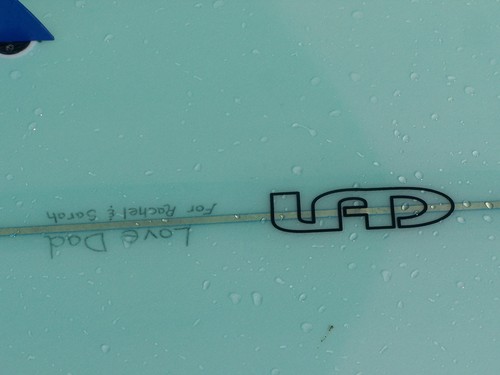 Love Dad
For Rachel & Sarah